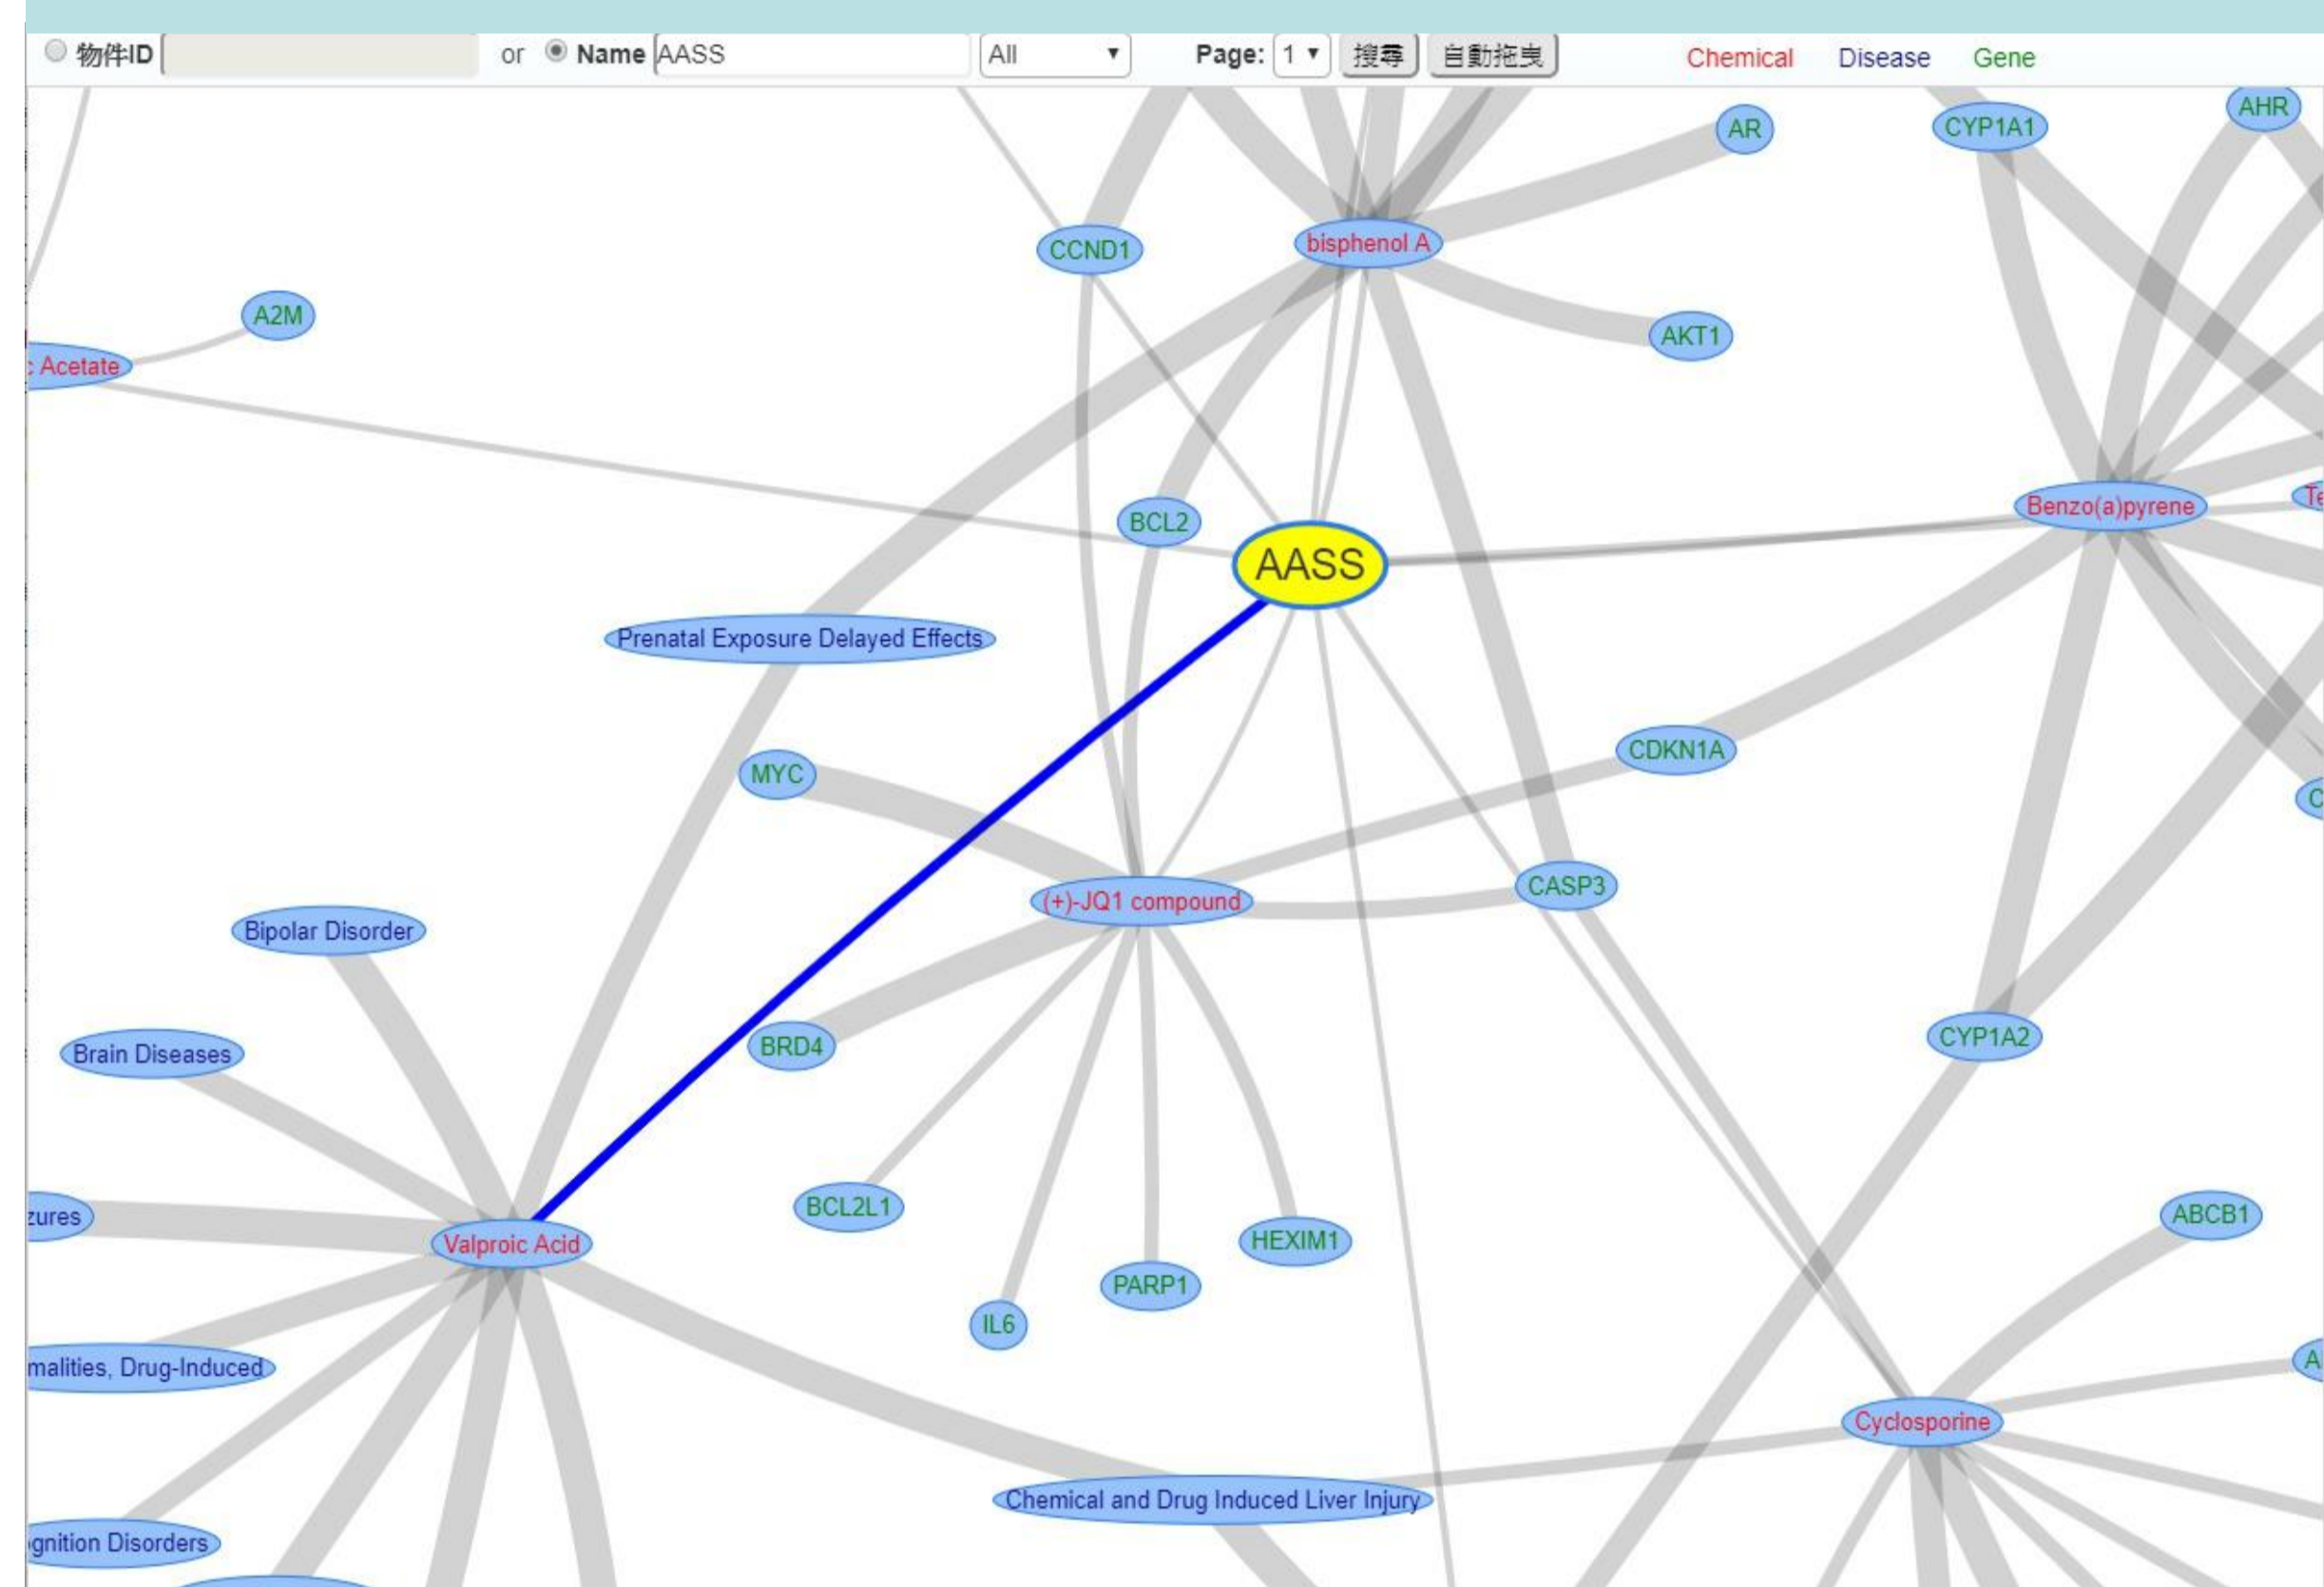 物件ID or Name AASS All Page: 1 搜尋 自動拖曳 Chemical Disease Gene
AHR
AR
CYP1A1
bisphenol A
CCND1
A2M
AKT1
Acetate
Benzo(a)pyrene
BCL2
AASS
Prenatal Exposure Delayed Effects
CDKN1A
MYC
CASP3
(+)-JQ1 compound
Bipolar Disorder
CYP1A2
BRD4
Brain Diseases
BCL2L1
ABCB1
zures
HEXIM1
Valproic Acid
PARP1
IL6
malities, Drug-Induced
Cyclosporine
Chemical and Drug Induced Liver Injury
gnition Disorders